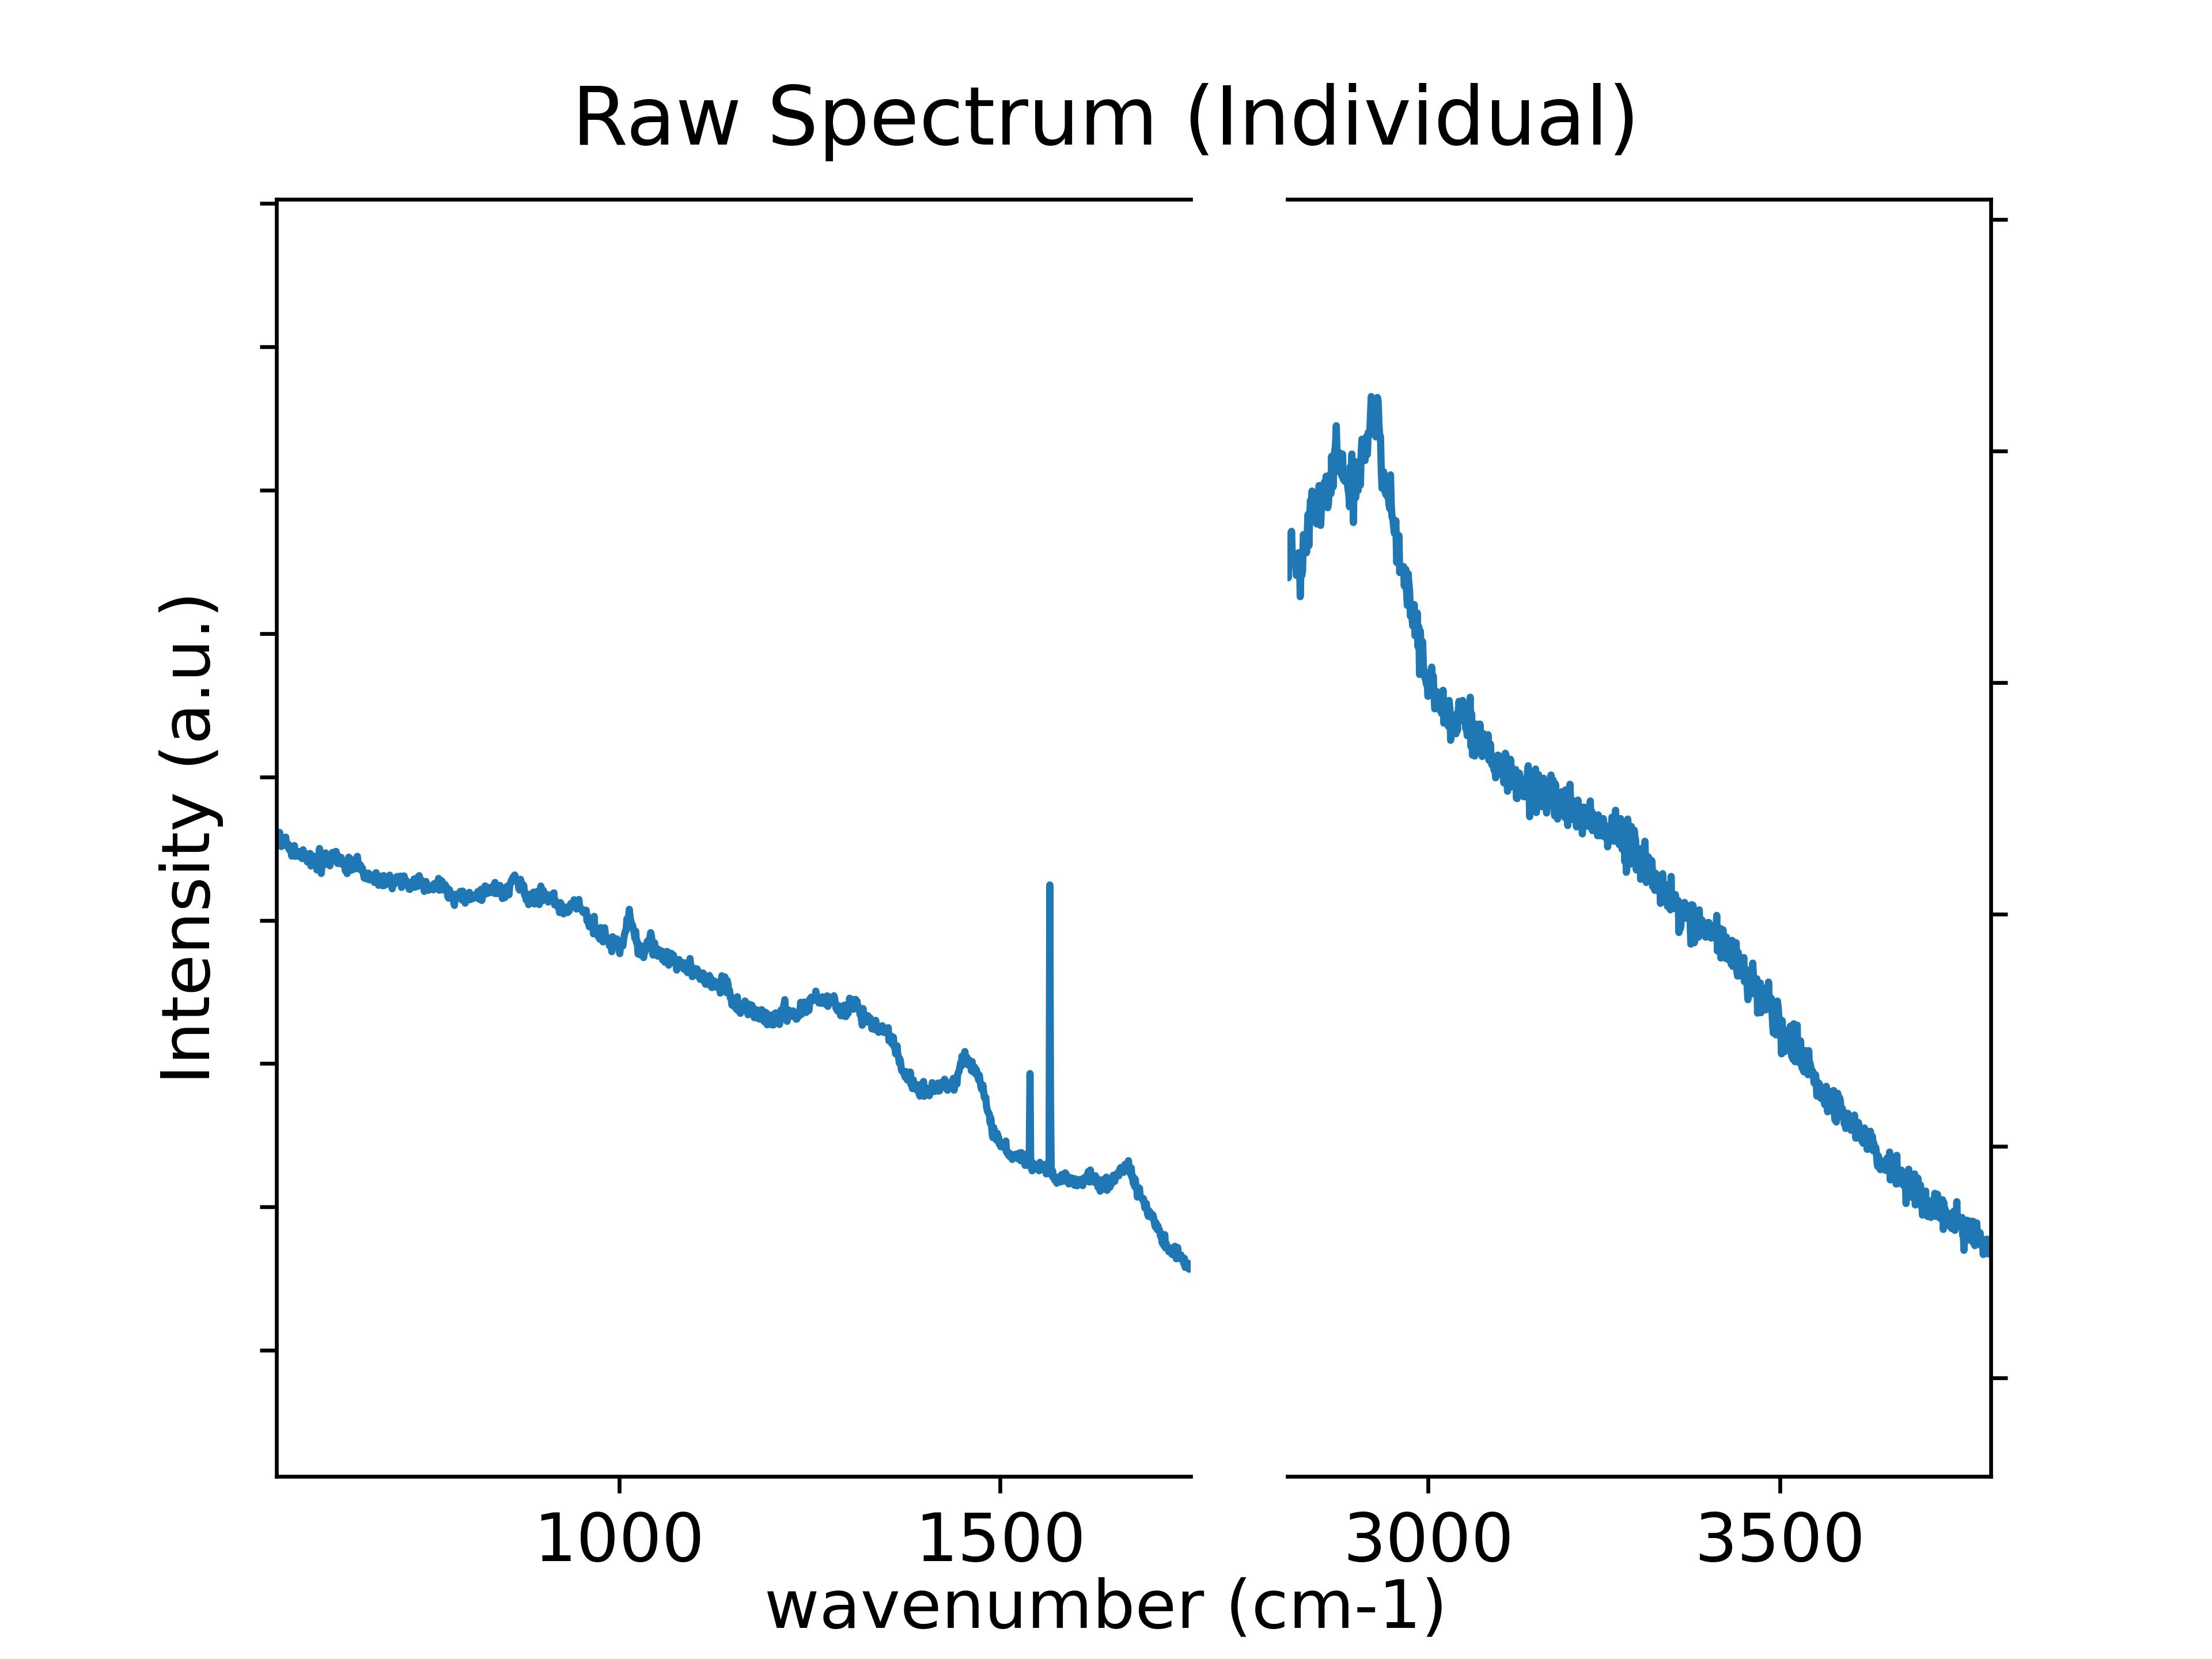 Raw Spectrum (Individual)
Intensity (a.u.)
1000 1500 3000 3500
wavenumber (cm-1)